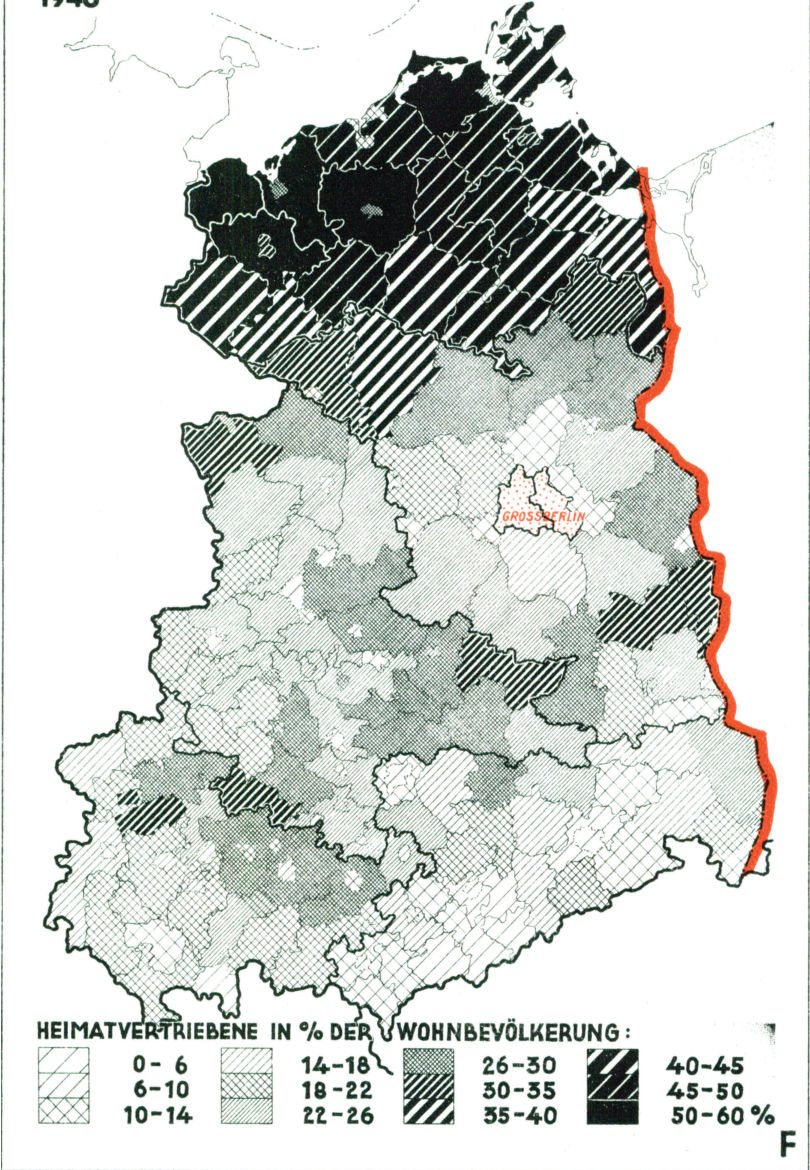 1946
GROSSBERLIN
HEIMATVERTRIEBENE IN % DER WOHNBEVÖLKERUNG:
0-6 14-18 26-30 40-45
6-10 18-22 30-35 45-50
10-14 22-26 35-40 50-60 %
F